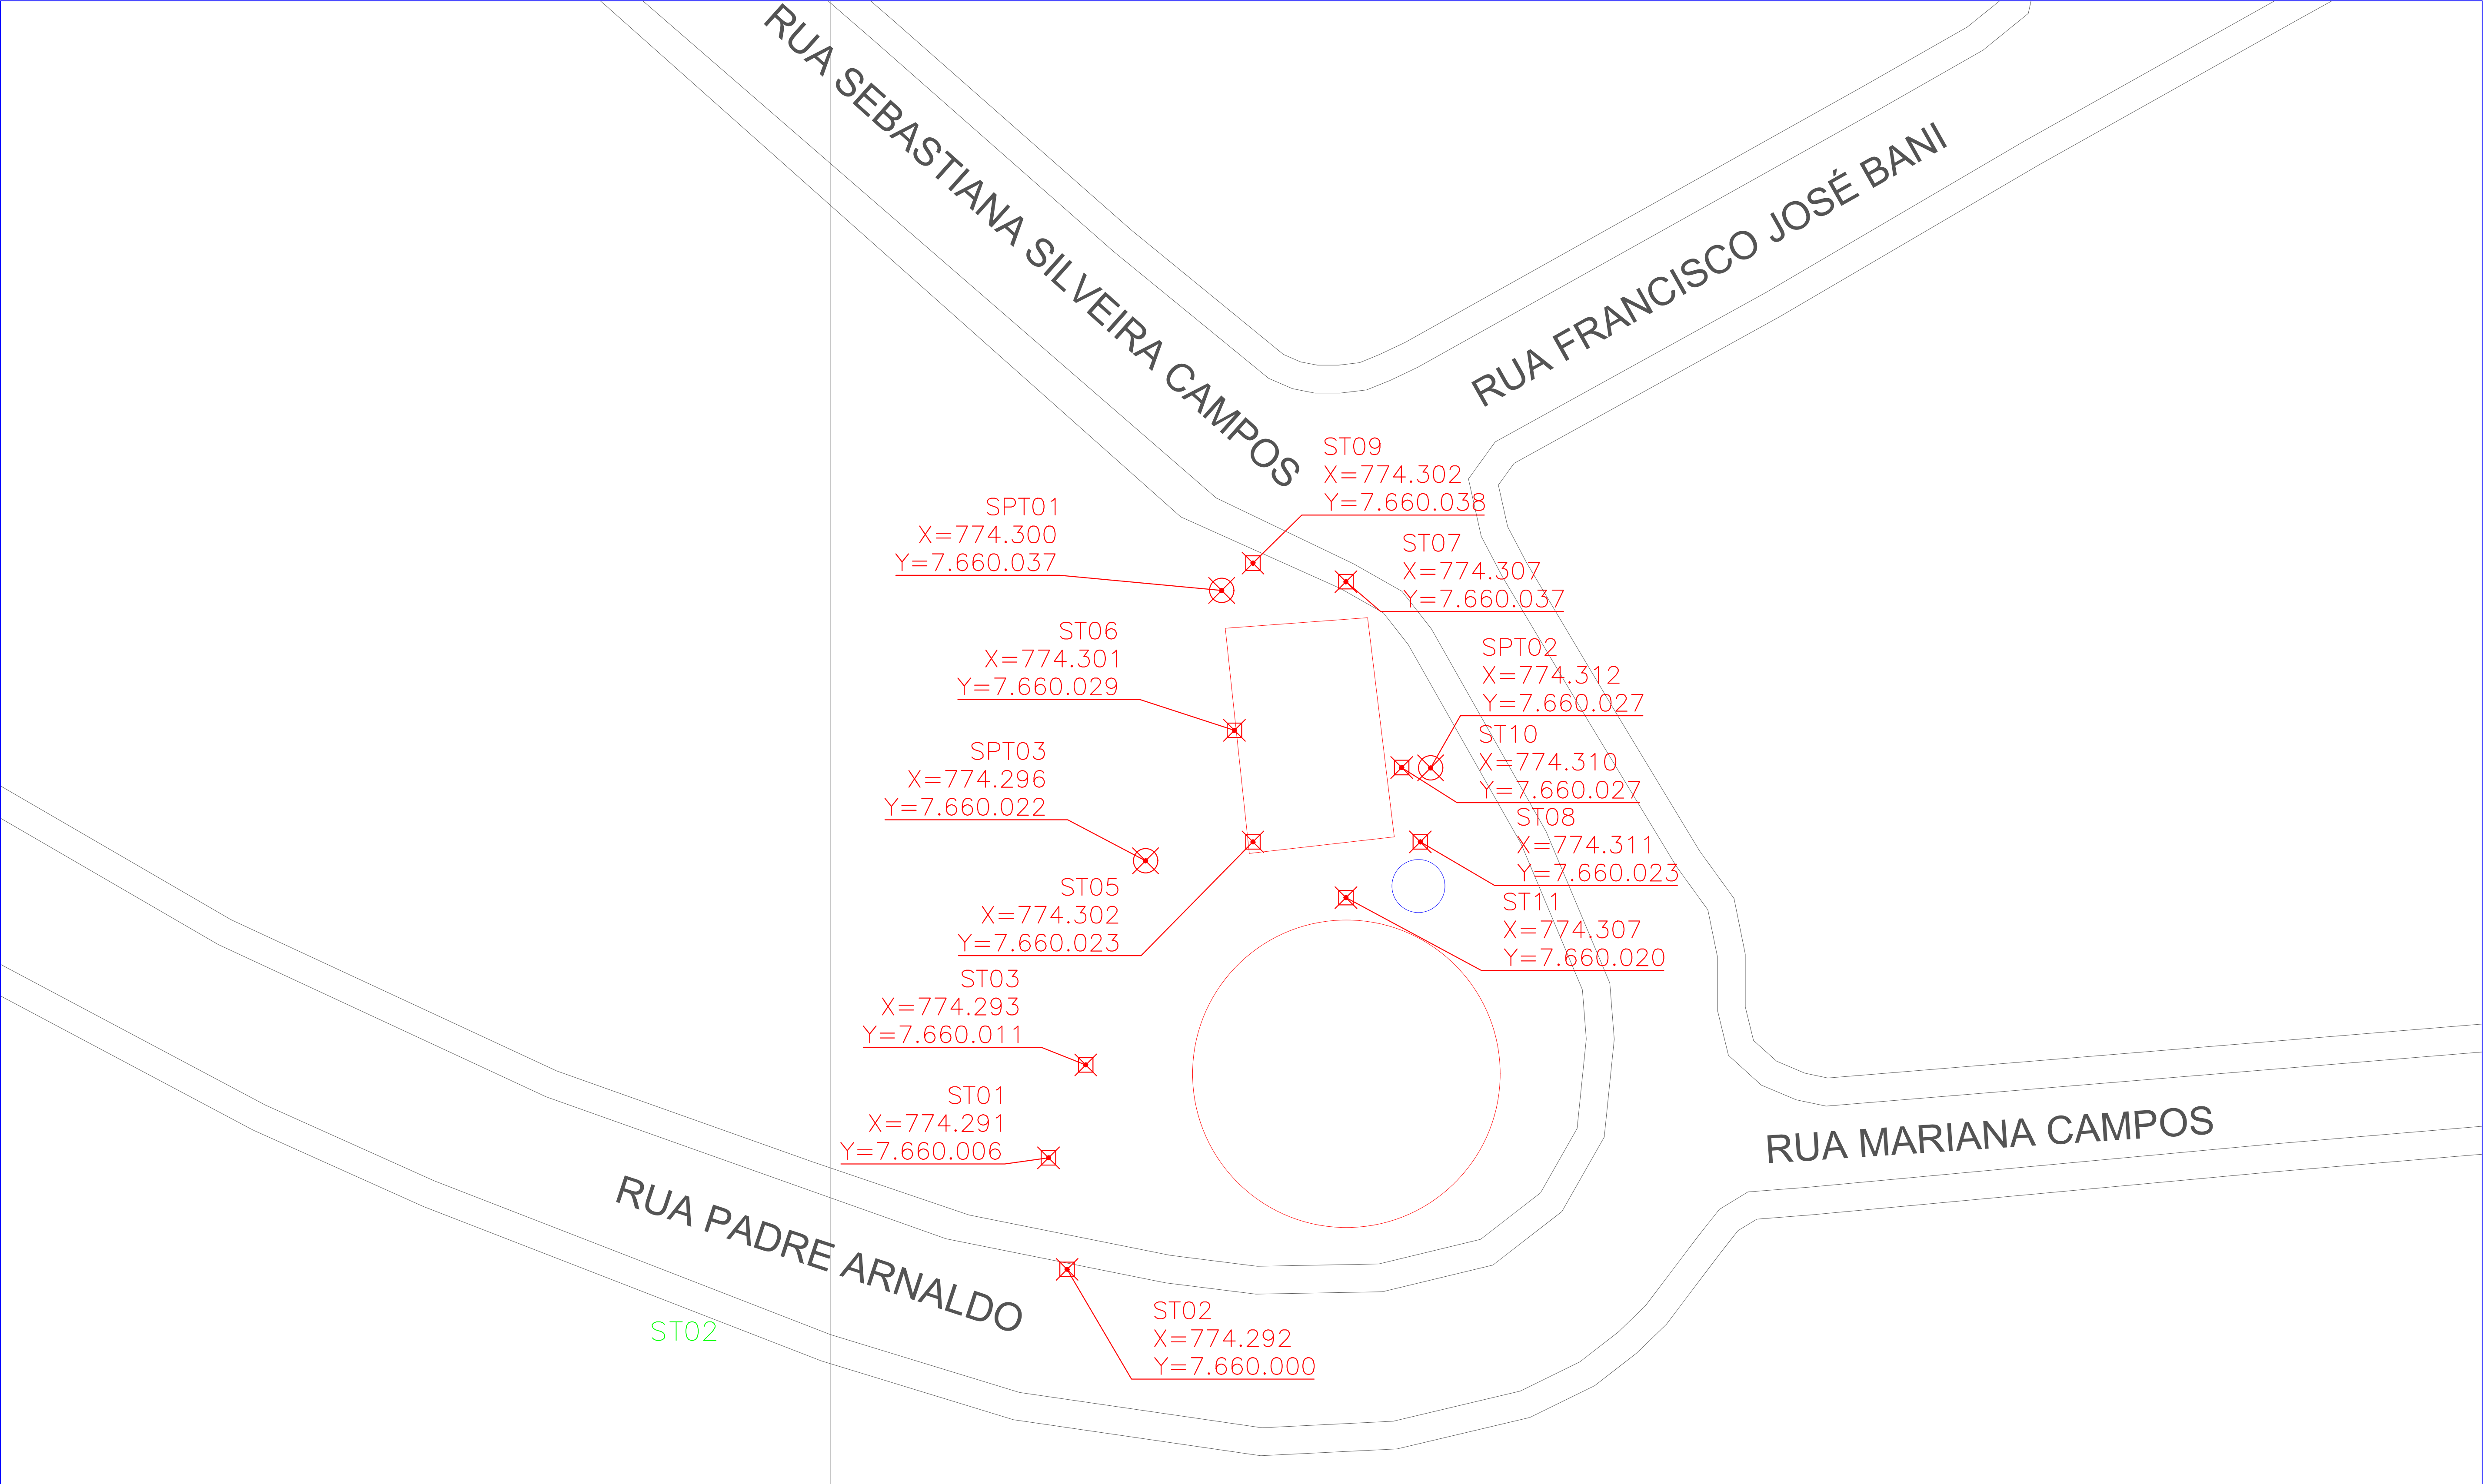 RUA SEBASTIANA SILVEIRA CAMPOS
RUA FRANCISCO JOSÉ BANI
ST09
X=774.302
Y=7.660.038
SPT01
X=774.300
Y=7.660.037
ST07
X=774.307
Y=7.660.037
ST06
X=774.301
Y=7.660.029
SPT02
X=774.312
Y=7.660.027
ST10
X=774.310
Y=7.660.027
SPT03
X=774.296
Y=7.660.022
ST08
X=774.311
Y=7.660.023
ST05
X=774.302
Y=7.660.023
ST11
X=774.307
Y=7.660.020
ST03
X=774.293
Y=7.660.011
ST01
X=774.291
Y=7.660.006
RUA MARIANA CAMPOS
RUA PADRE ARNALDO
ST02
ST02
X=774.292
Y=7.660.000